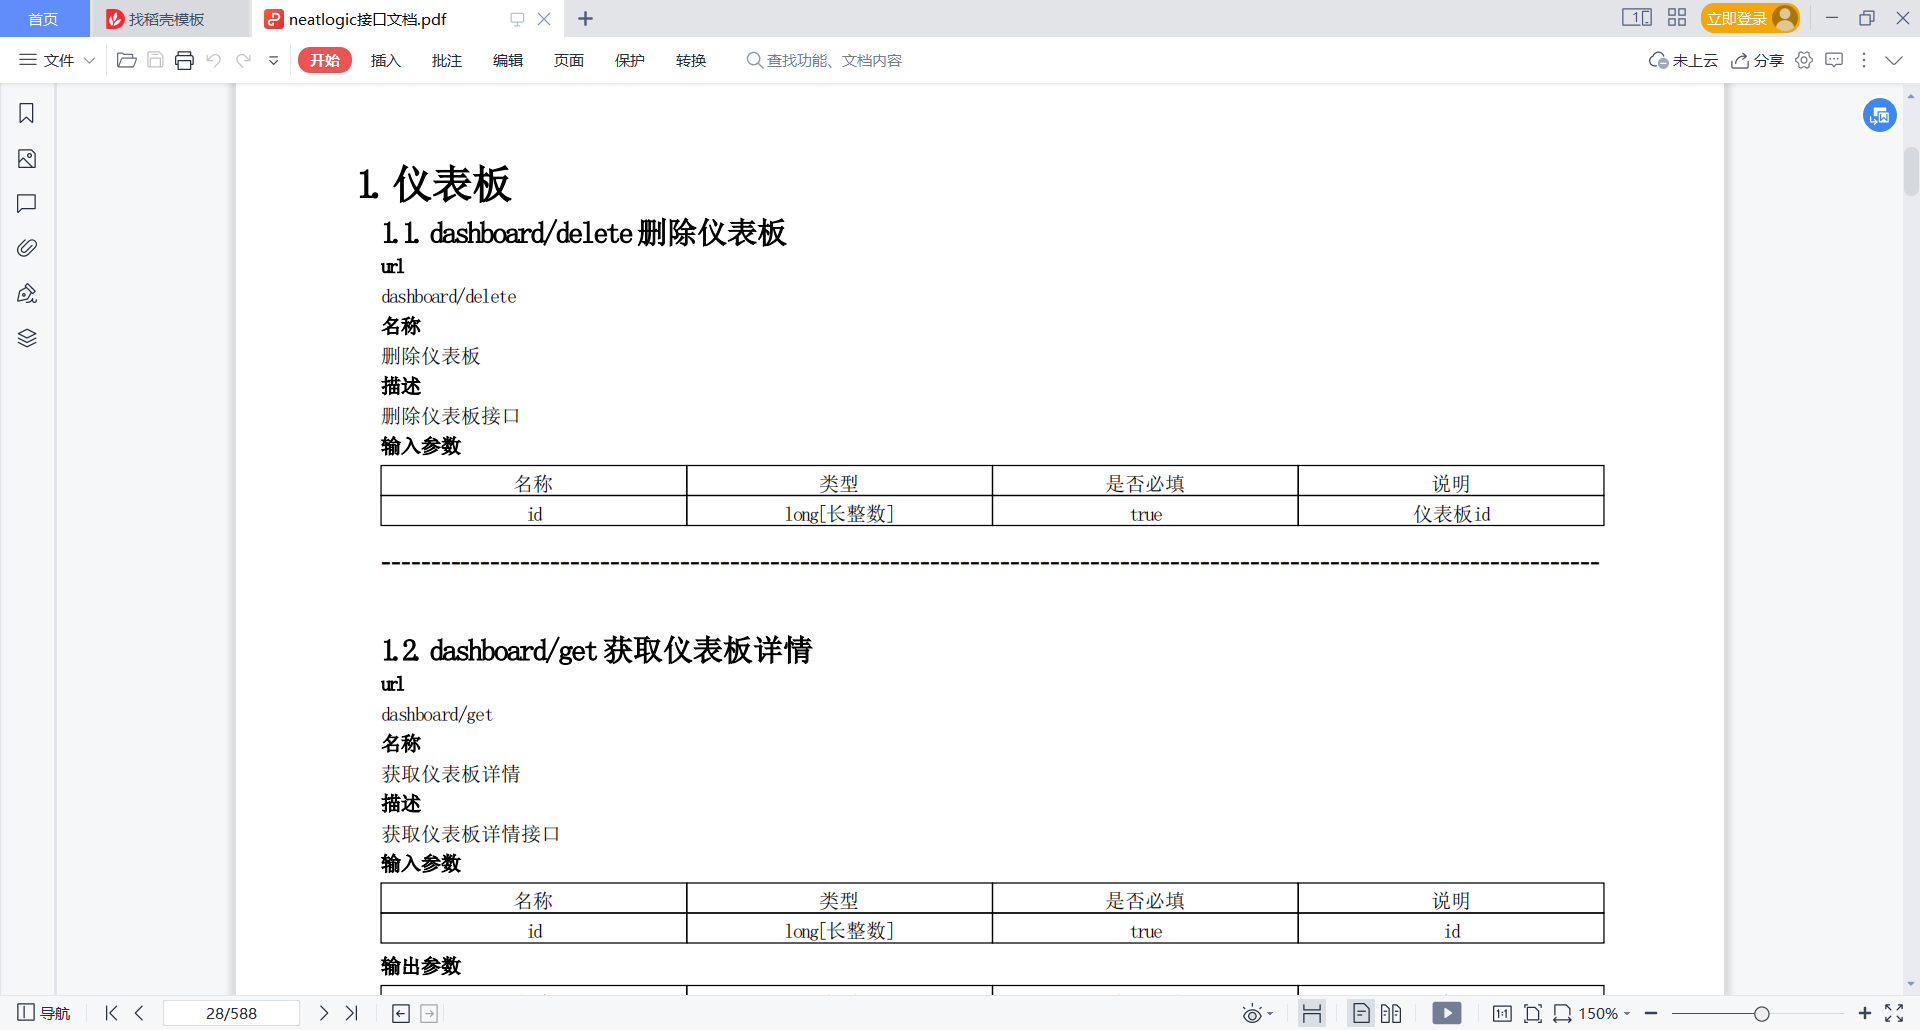 首页 找稻壳模板 neatlogic接口文档.pdf 立即登录
文件 开始 插入 批注 编辑 页面 保护 转换 查找功能、文档内容 未上云 分享
1. 仪表板
1.1. dashboard/delete 删除仪表板
url
dashboard/delete
名称
删除仪表板
描述
删除仪表板接口
输入参数
名称 类型 是否必填 说明
id long[长整数] true 仪表板id
1.2. dashboard/get 获取仪表板详情
url
dashboard/get
名称
获取仪表板详情
描述
获取仪表板详情接口
输入参数
名称 类型 是否必填 说明
id long[长整数] true id
输出参数
导航 28/588 1:1 150%